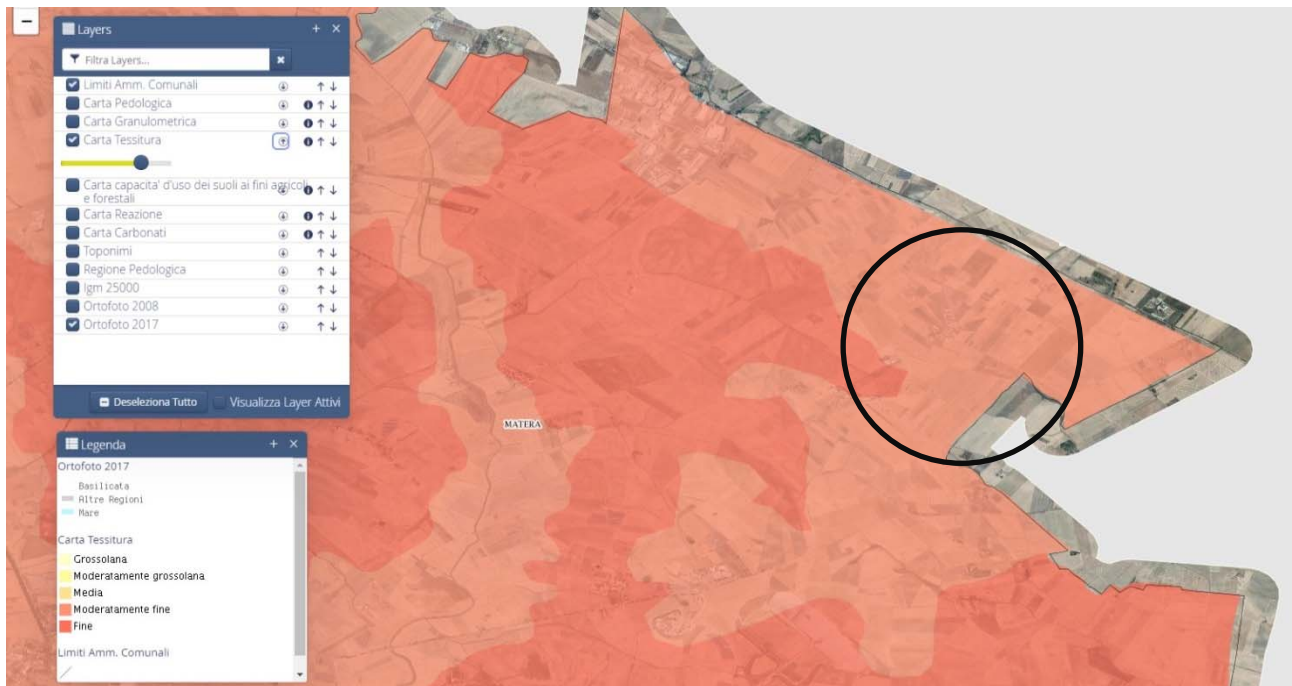 Layers
Filtra Layers...
Limiti Amm. Comunali
Carta Pedologica
Carta Granulometrica
Carta Tessitura
Carta capacita' d'uso dei suoli ai fini agricoli
e forestali
Carta Reazione
Carta Carbonati
Toponimi
Regione Pedologica
Igm 25000
Ortofoto 2008
Ortofoto 2017
Deseleziona Tutto Visualizza Layer Attivi
MATERA
Legenda
Ortofoto 2017
Basilicata
Altre Regioni
Mare
Carta Tessitura
Grossolana
Moderatamente grossolana
Media
Moderatamente fine
Fine
Limiti Amm. Comunali